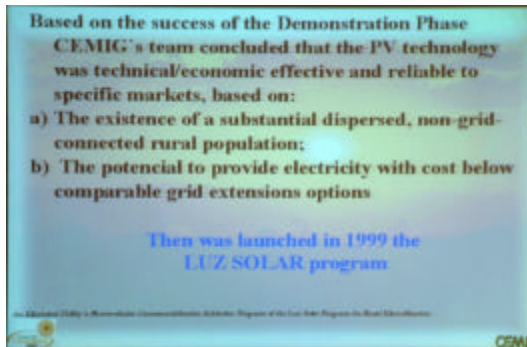 Based on the success of the Demonstration Phase
CEMIG`s team concluded that the PV technology
was technical/economic effective and reliable to
specific markets, based on:
a) The existence of a substantial dispersed, non-grid-
connected rural population;
b) The potencial to provide electricity with cost below
comparable grid extensions options
Then was launched in 1999 the
LUZ SOLAR program